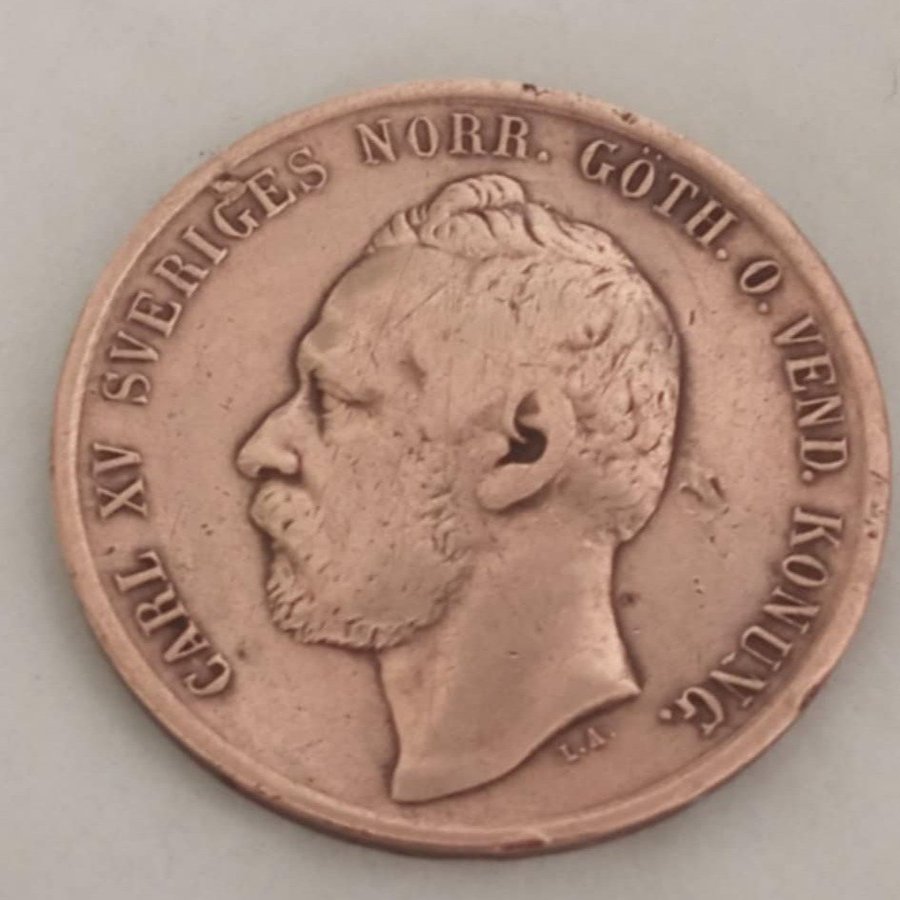 CARL XV SVERIGES NORR. GÖTH. O. VEND. KONUNG.
L.A.